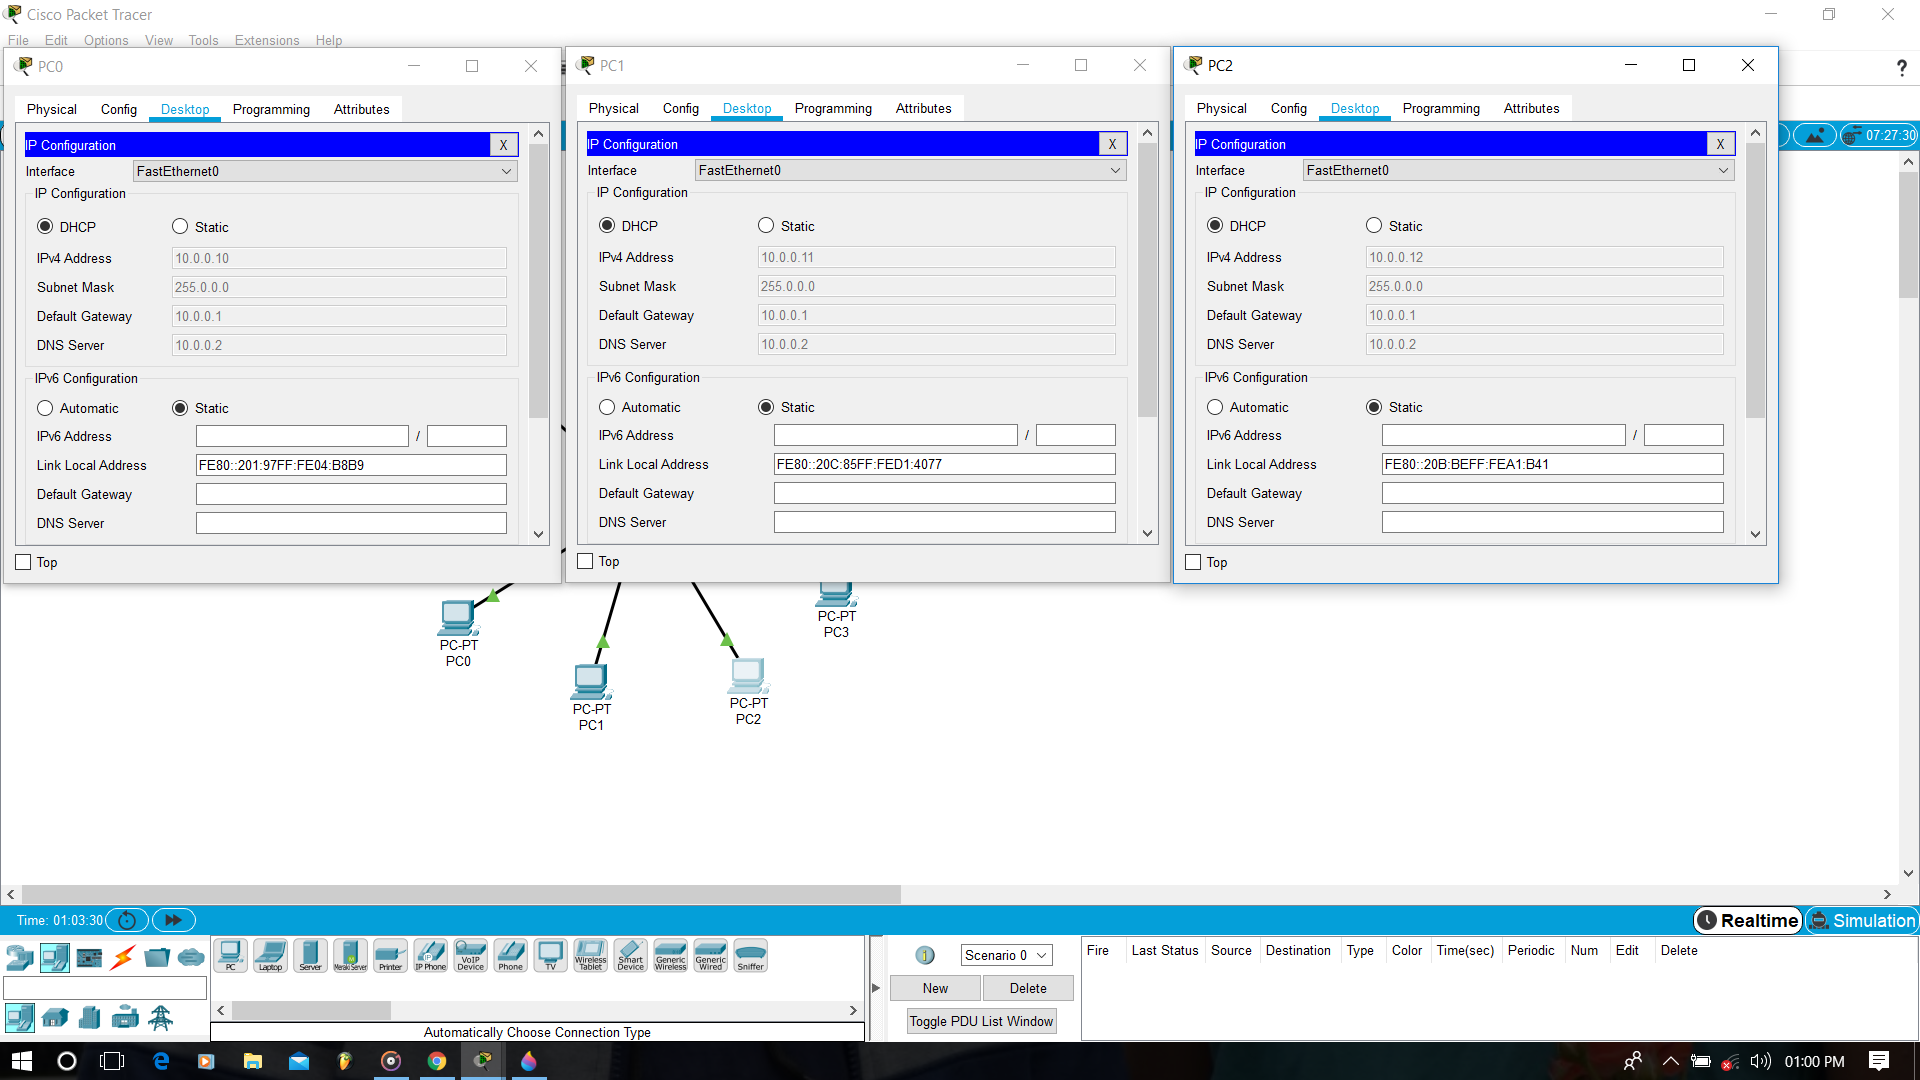 Cisco Packet Tracer
File Edit Options View Tools Extensions Help
PC0
Physical Config Desktop Programming Attributes
IP Configuration X
Interface FastEthernet0
IP Configuration
DHCP Static
IPv4 Address 10.0.0.10
Subnet Mask 255.0.0.0
Default Gateway 10.0.0.1
DNS Server 10.0.0.2
IPv6 Configuration
Automatic Static
IPv6 Address /
Link Local Address FE80::201:97FF:FE04:B8B9
Default Gateway
DNS Server
Top
PC1
Physical Config Desktop Programming Attributes
IP Configuration X
Interface FastEthernet0
IP Configuration
DHCP Static
IPv4 Address 10.0.0.11
Subnet Mask 255.0.0.0
Default Gateway 10.0.0.1
DNS Server 10.0.0.2
IPv6 Configuration
Automatic Static
IPv6 Address /
Link Local Address FE80::20C:85FF:FED1:4077
Default Gateway
DNS Server
Top
PC2
Physical Config Desktop Programming Attributes
IP Configuration X
Interface FastEthernet0
IP Configuration
DHCP Static
IPv4 Address 10.0.0.12
Subnet Mask 255.0.0.0
Default Gateway 10.0.0.1
DNS Server 10.0.0.2
IPv6 Configuration
Automatic Static
IPv6 Address /
Link Local Address FE80::20B:BEFF:FEA1:B41
Default Gateway
DNS Server
Top
?
07:27:30
PC-PT
PC0
PC-PT
PC1
PC-PT
PC2
PC-PT
PC3
Time: 01:03:30
Realtime Simulation
PC Laptop Server Meraki Server Printer IP Phone VoIP Device Phone TV Wireless Tablet Smart Device Generic Wireless Generic Wired Sniffer
Automatically Choose Connection Type
Scenario 0
New Delete
Toggle PDU List Window
Fire Last Status Source Destination Type Color Time(sec) Periodic Num Edit Delete
01:00 PM